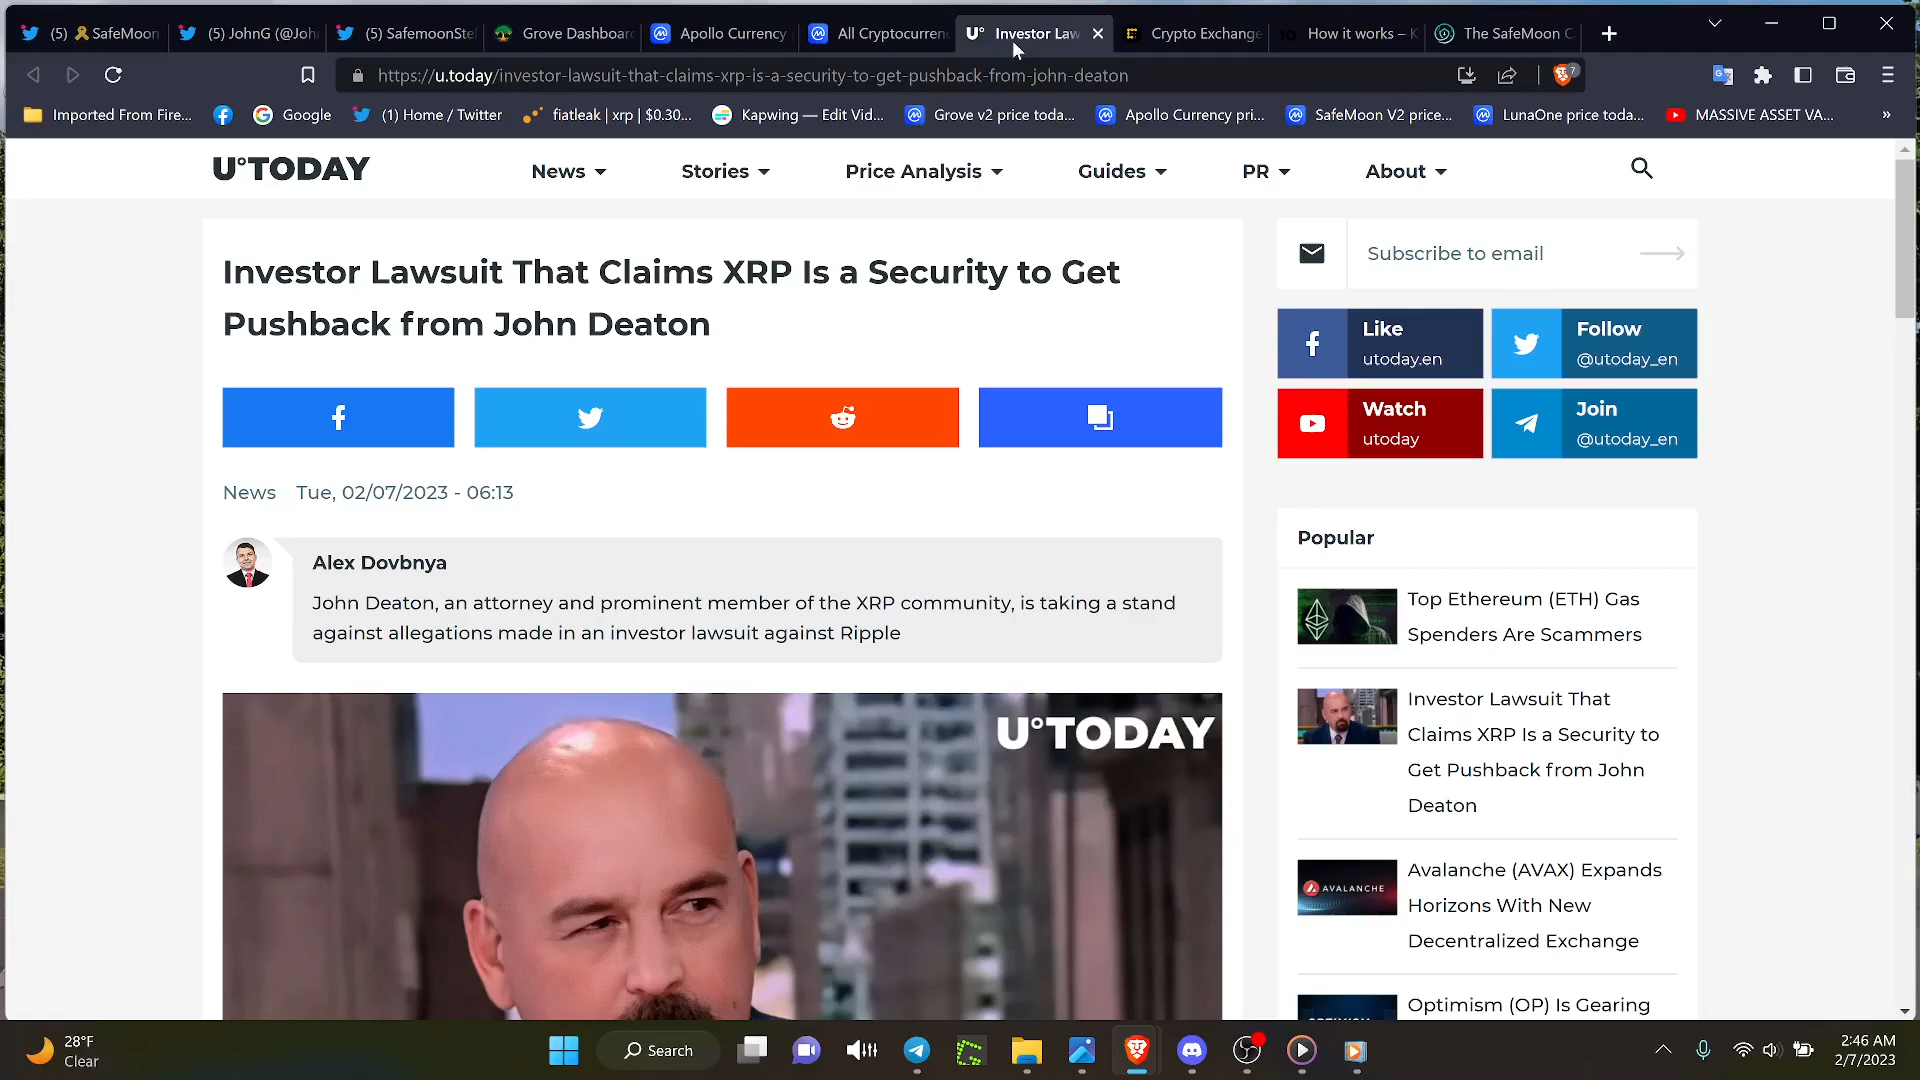 (5) SafeMoon
(5) JohnG (@Joh
(5) SafemoonSte
Grove Dashboard
Apollo Currency
All Cryptocurren
U° Investor Law
Crypto Exchange
How it works – K
The SafeMoon C
https://u.today/investor-lawsuit-that-claims-xrp-is-a-security-to-get-pushback-from-john-deaton
7
Imported From Fire...
Google
(1) Home / Twitter
fiatleak | xrp | $0.30...
Kapwing — Edit Vid...
Grove v2 price toda...
Apollo Currency pri...
SafeMoon V2 price...
LunaOne price toda...
MASSIVE ASSET VA...
»
U°TODAY
News
Stories
Price Analysis
Guides
PR
About
Investor Lawsuit That Claims XRP Is a Security to Get
Pushback from John Deaton
News Tue, 02/07/2023 - 06:13
Alex Dovbnya
John Deaton, an attorney and prominent member of the XRP community, is taking a stand
against allegations made in an investor lawsuit against Ripple
U°TODAY
Subscribe to email
Like
utoday.en
Follow
@utoday_en
Watch
utoday
Join
@utoday_en
Popular
Top Ethereum (ETH) Gas
Spenders Are Scammers
Investor Lawsuit That
Claims XRP Is a Security to
Get Pushback from John
Deaton
AVALANCHE
Avalanche (AVAX) Expands
Horizons With New
Decentralized Exchange
Optimism (OP) Is Gearing
28°F
Clear
Search
2:46 AM
2/7/2023